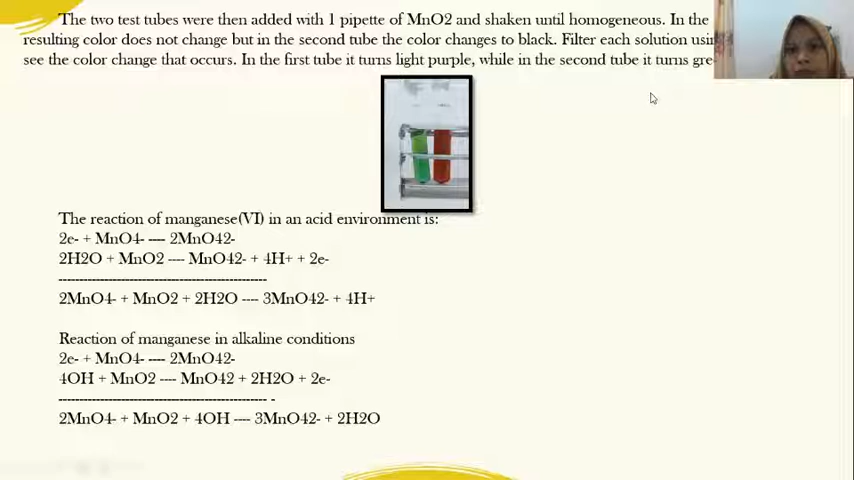 The two test tubes were then added with 1 pipette of MnO2 and shaken until homogeneous. In the
resulting color does not change but in the second tube the color changes to black. Filter each solution
see the color change that occurs. In the first tube it turns light purple, while in the second tube it turns
The reaction of manganese(VI) in an acid environment is:
2e- + MnO4- ---- 2MnO42-
2H2O + MnO2 ---- MnO42- + 4H+ + 2e-
----------------------------------------------------
2MnO4- + MnO2 + 2H2O ---- 3MnO42- + 4H+
Reaction of manganese in alkaline conditions
2e- + MnO4- ---- 2MnO42-
4OH + MnO2 ---- MnO42 + 2H2O + 2e-
---------------------------------------------------- -
2MnO4- + MnO2 + 4OH ---- 3MnO42- + 2H2O